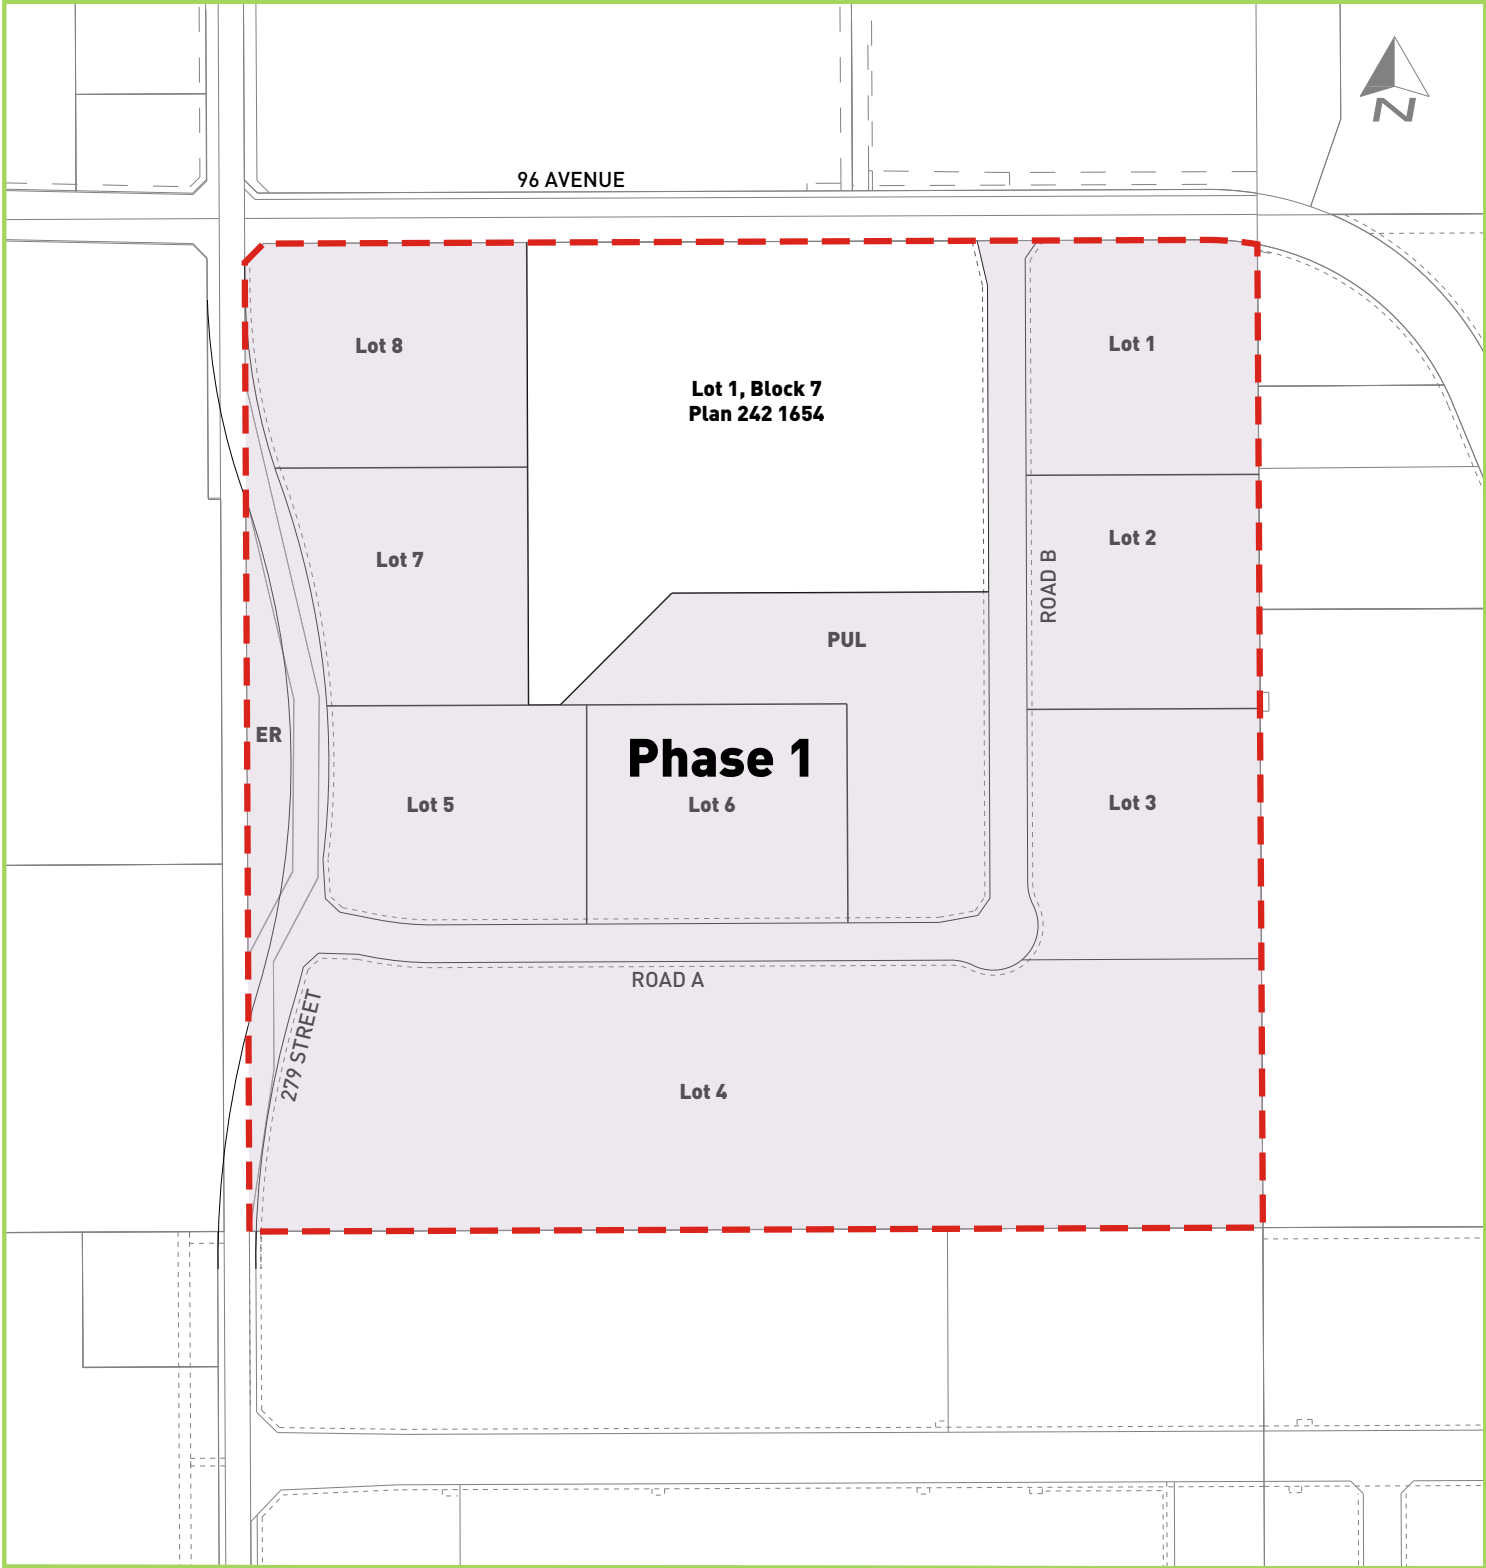 N
96 AVENUE
Lot 8
Lot 1
Lot 1, Block 7
Plan 242 1654
Lot 2
Lot 7
ROAD B
PUL
ER
Phase 1
Lot 5
Lot 6
Lot 3
ROAD A
279 STREET
Lot 4